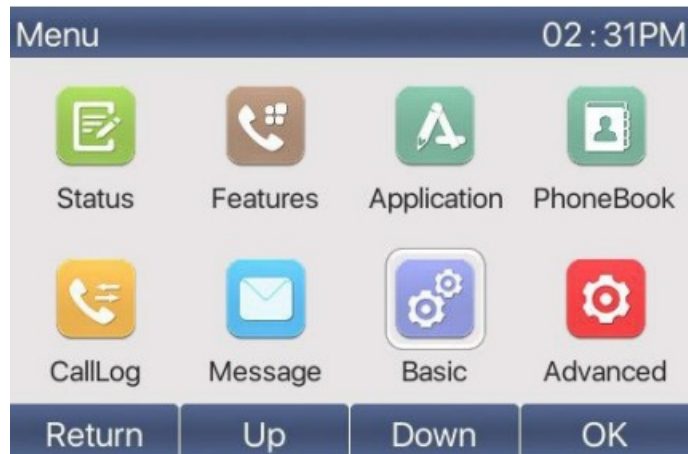 Menu 02:31PM
Status Features Application PhoneBook
CallLog Message Basic Advanced
Return Up Down OK